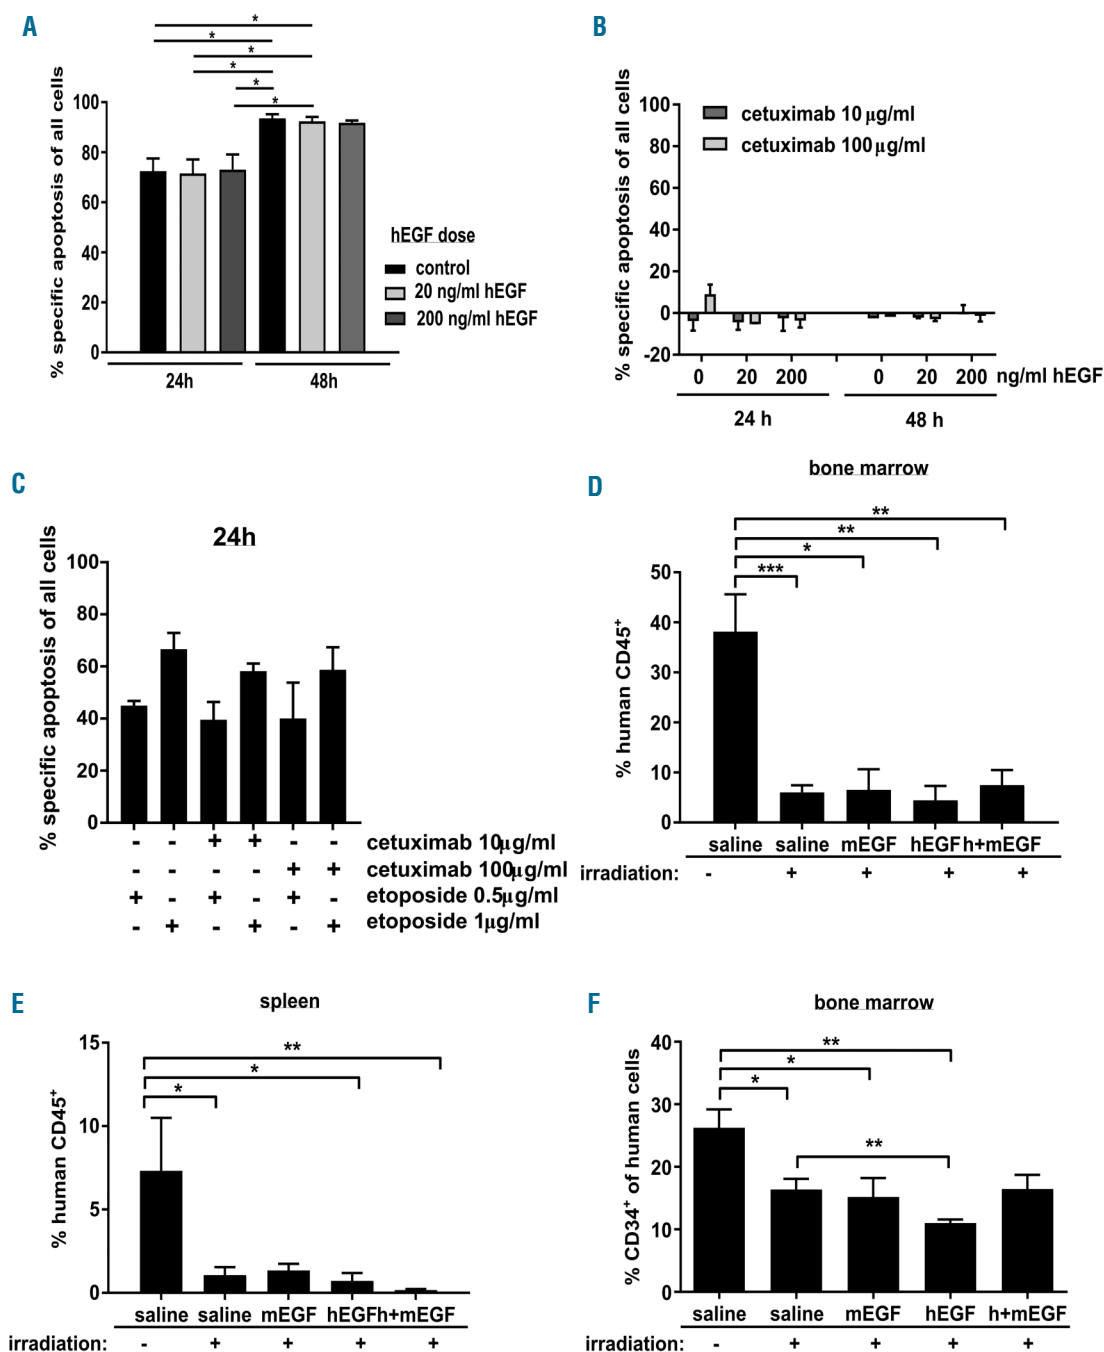 A
* 
*
*
*
*
*
% specific apoptosis of all cells
100
80
60
40
20
0
24h
48h
hEGF dose
control
20 ng/ml hEGF
200 ng/ml hEGF
B
% specific apoptosis of all cells
100
80
60
40
20
0
-20
cetuximab 10 µg/ml
cetuximab 100 µg/ml
0 20 200 0 20 200 ng/ml hEGF
24 h
48 h
C
24h
% specific apoptosis of all cells
100
80
60
40
20
0
- - + + - - cetuximab 10µg/ml
- - - - + + cetuximab 100µg/ml
+ - + - + - etoposide 0.5µg/ml
- + - + - + etoposide 1µg/ml
D
bone marrow
**
**
*
***
% human CD45+
50
40
30
20
10
0
saline saline mEGF hEGF h+mEGF
irradiation: - + + + +
E
spleen
**
*
*
% human CD45+
15
10
5
0
saline saline mEGF hEGF h+mEGF
irradiation: - + + + +
F
bone marrow
**
*
*
**
% CD34+ of human cells
40
30
20
10
0
saline saline mEGF hEGF h+mEGF
irradiation: - + + + +